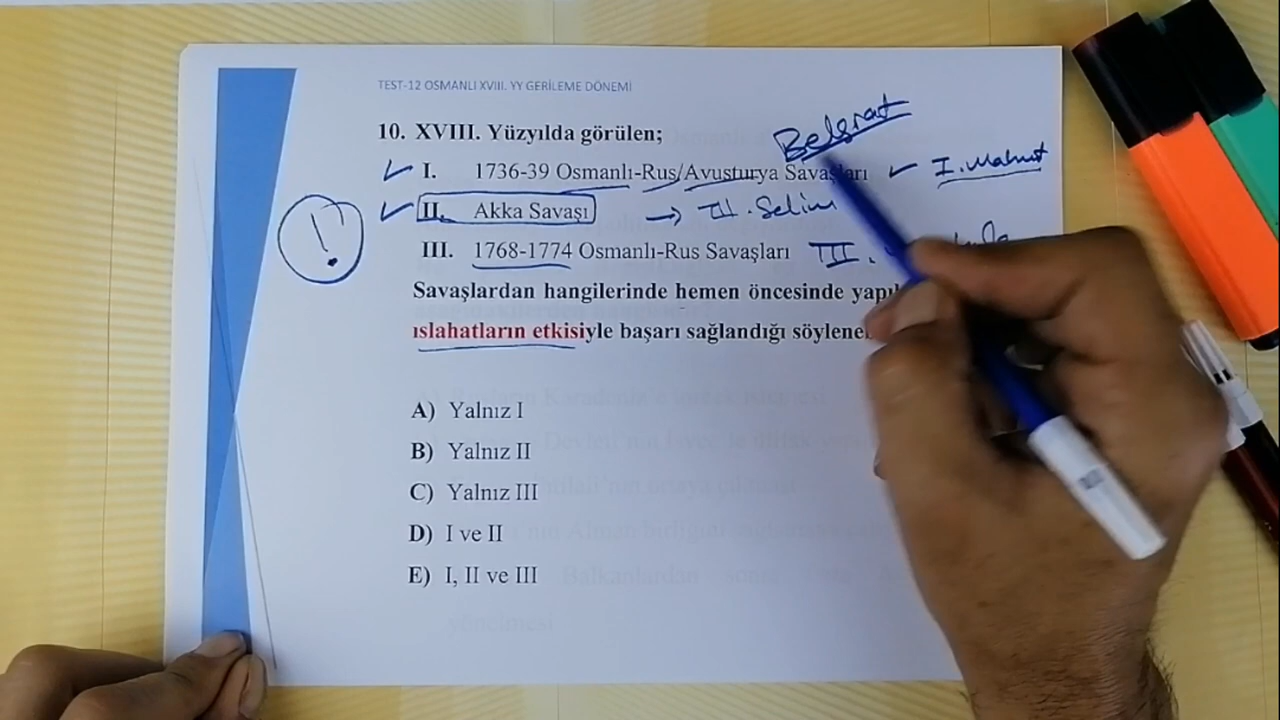 TEST-12 OSMANLI XVIII. YY GERİLEME DÖNEMİ
Belgrat
10. XVIII. Yüzyılda görülen;
I. 1736-39 Osmanlı-Rus/Avusturya Savaşları I. Mahmut
II. Akka Savaşı → III. Selim
III. 1768-1774 Osmanlı-Rus Savaşları III.
!
Savaşlardan hangilerinde hemen öncesinde
ıslahatların etkisiyle başarı sağlandığı
A) Yalnız I
B) Yalnız II
C) Yalnız III
D) I ve II
E) I, II ve III